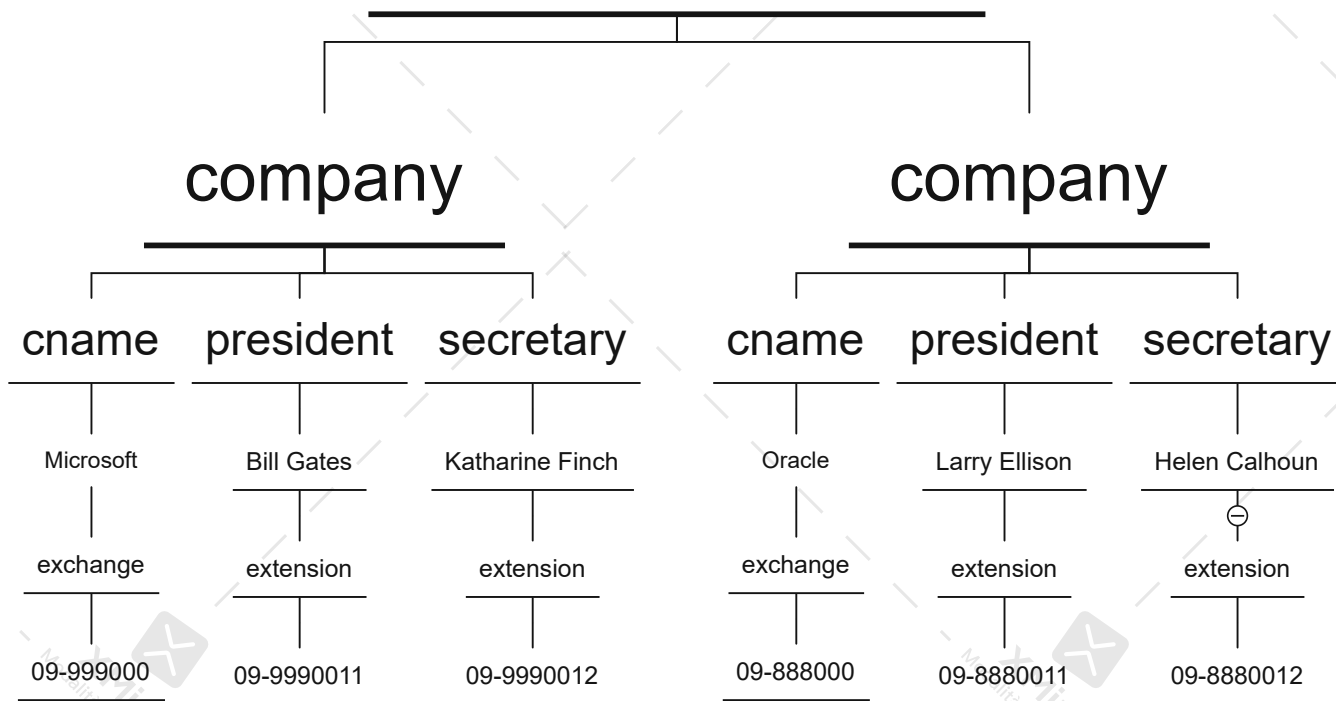 company company
cname president secretary cname president secretary
Microsoft Bill Gates Katharine Finch Oracle Larry Ellison Helen Calhoun
exchange extension extension exchange extension extension
09-999000 09-9990011 09-9990012 09-888000 09-8880011 09-8880012